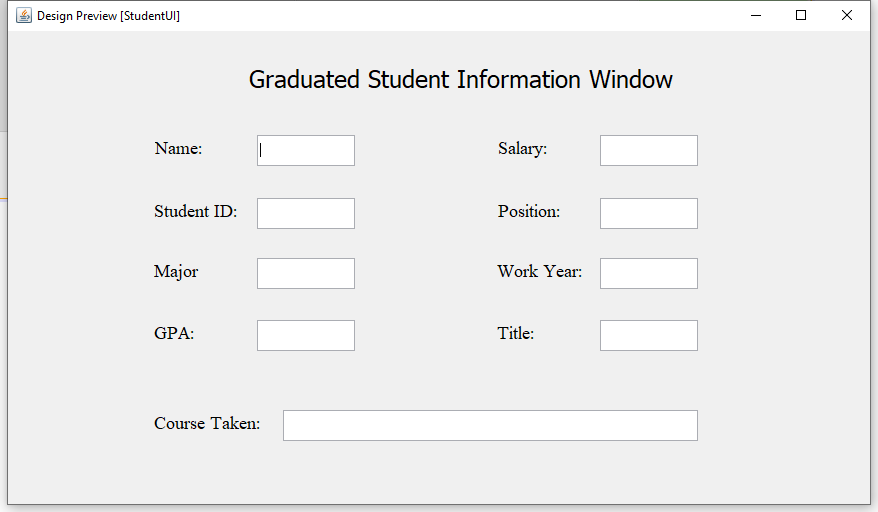 Design Preview [StudentUI]
Graduated Student Information Window
Name:
Salary:
Student ID:
Position:
Major
Work Year:
GPA:
Title:
Course Taken: